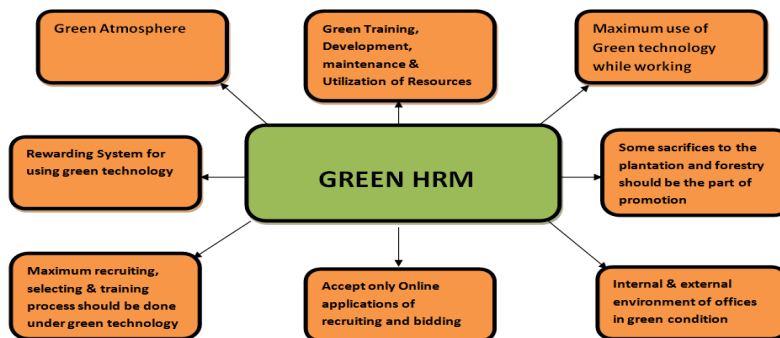 Green Atmosphere
Green Training,
Development,
maintenance &
Utilization of Resources
Maximum use of
Green technology
while working
Rewarding System for
using green technology
GREEN HRM
Some sacrifices to the
plantation and forestry
should be the part of
promotion
Maximum recruiting,
selecting & training
process should be done
under green technology
Accept only Online
applications of
recruiting and bidding
Internal & external
environment of offices
in green condition